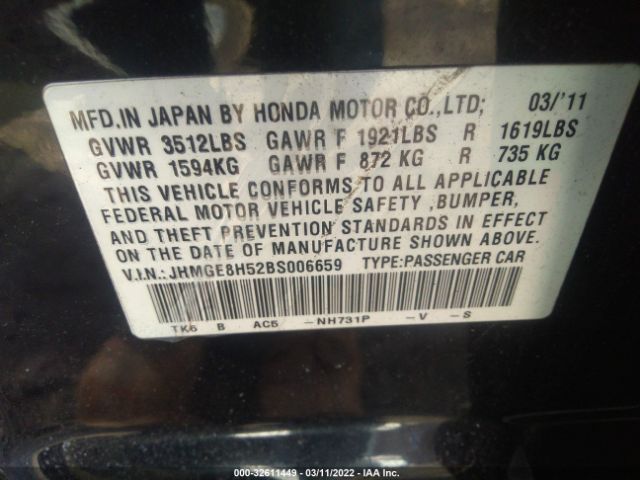 MFD.IN JAPAN BY HONDA MOTOR CO.,LTD; 03/'11
GVWR 3512LBS GAWR F 1921LBS R 1619LBS
GVWR 1594KG GAWR F 872 KG R 735 KG
THIS VEHICLE CONFORMS TO ALL APPLICABLE
FEDERAL MOTOR VEHICLE SAFETY ,BUMPER,
AND THEFT PREVENTION STANDARDS IN EFFECT
ON THE DATE OF MANUFACTURE SHOWN ABOVE.
V.I.N.: JHMGE8H52BS006659 TYPE:PASSENGER CAR
TK6 B AC5 -NH731P -V -S
000-32611449 - 03/11/2022 - IAA Inc.